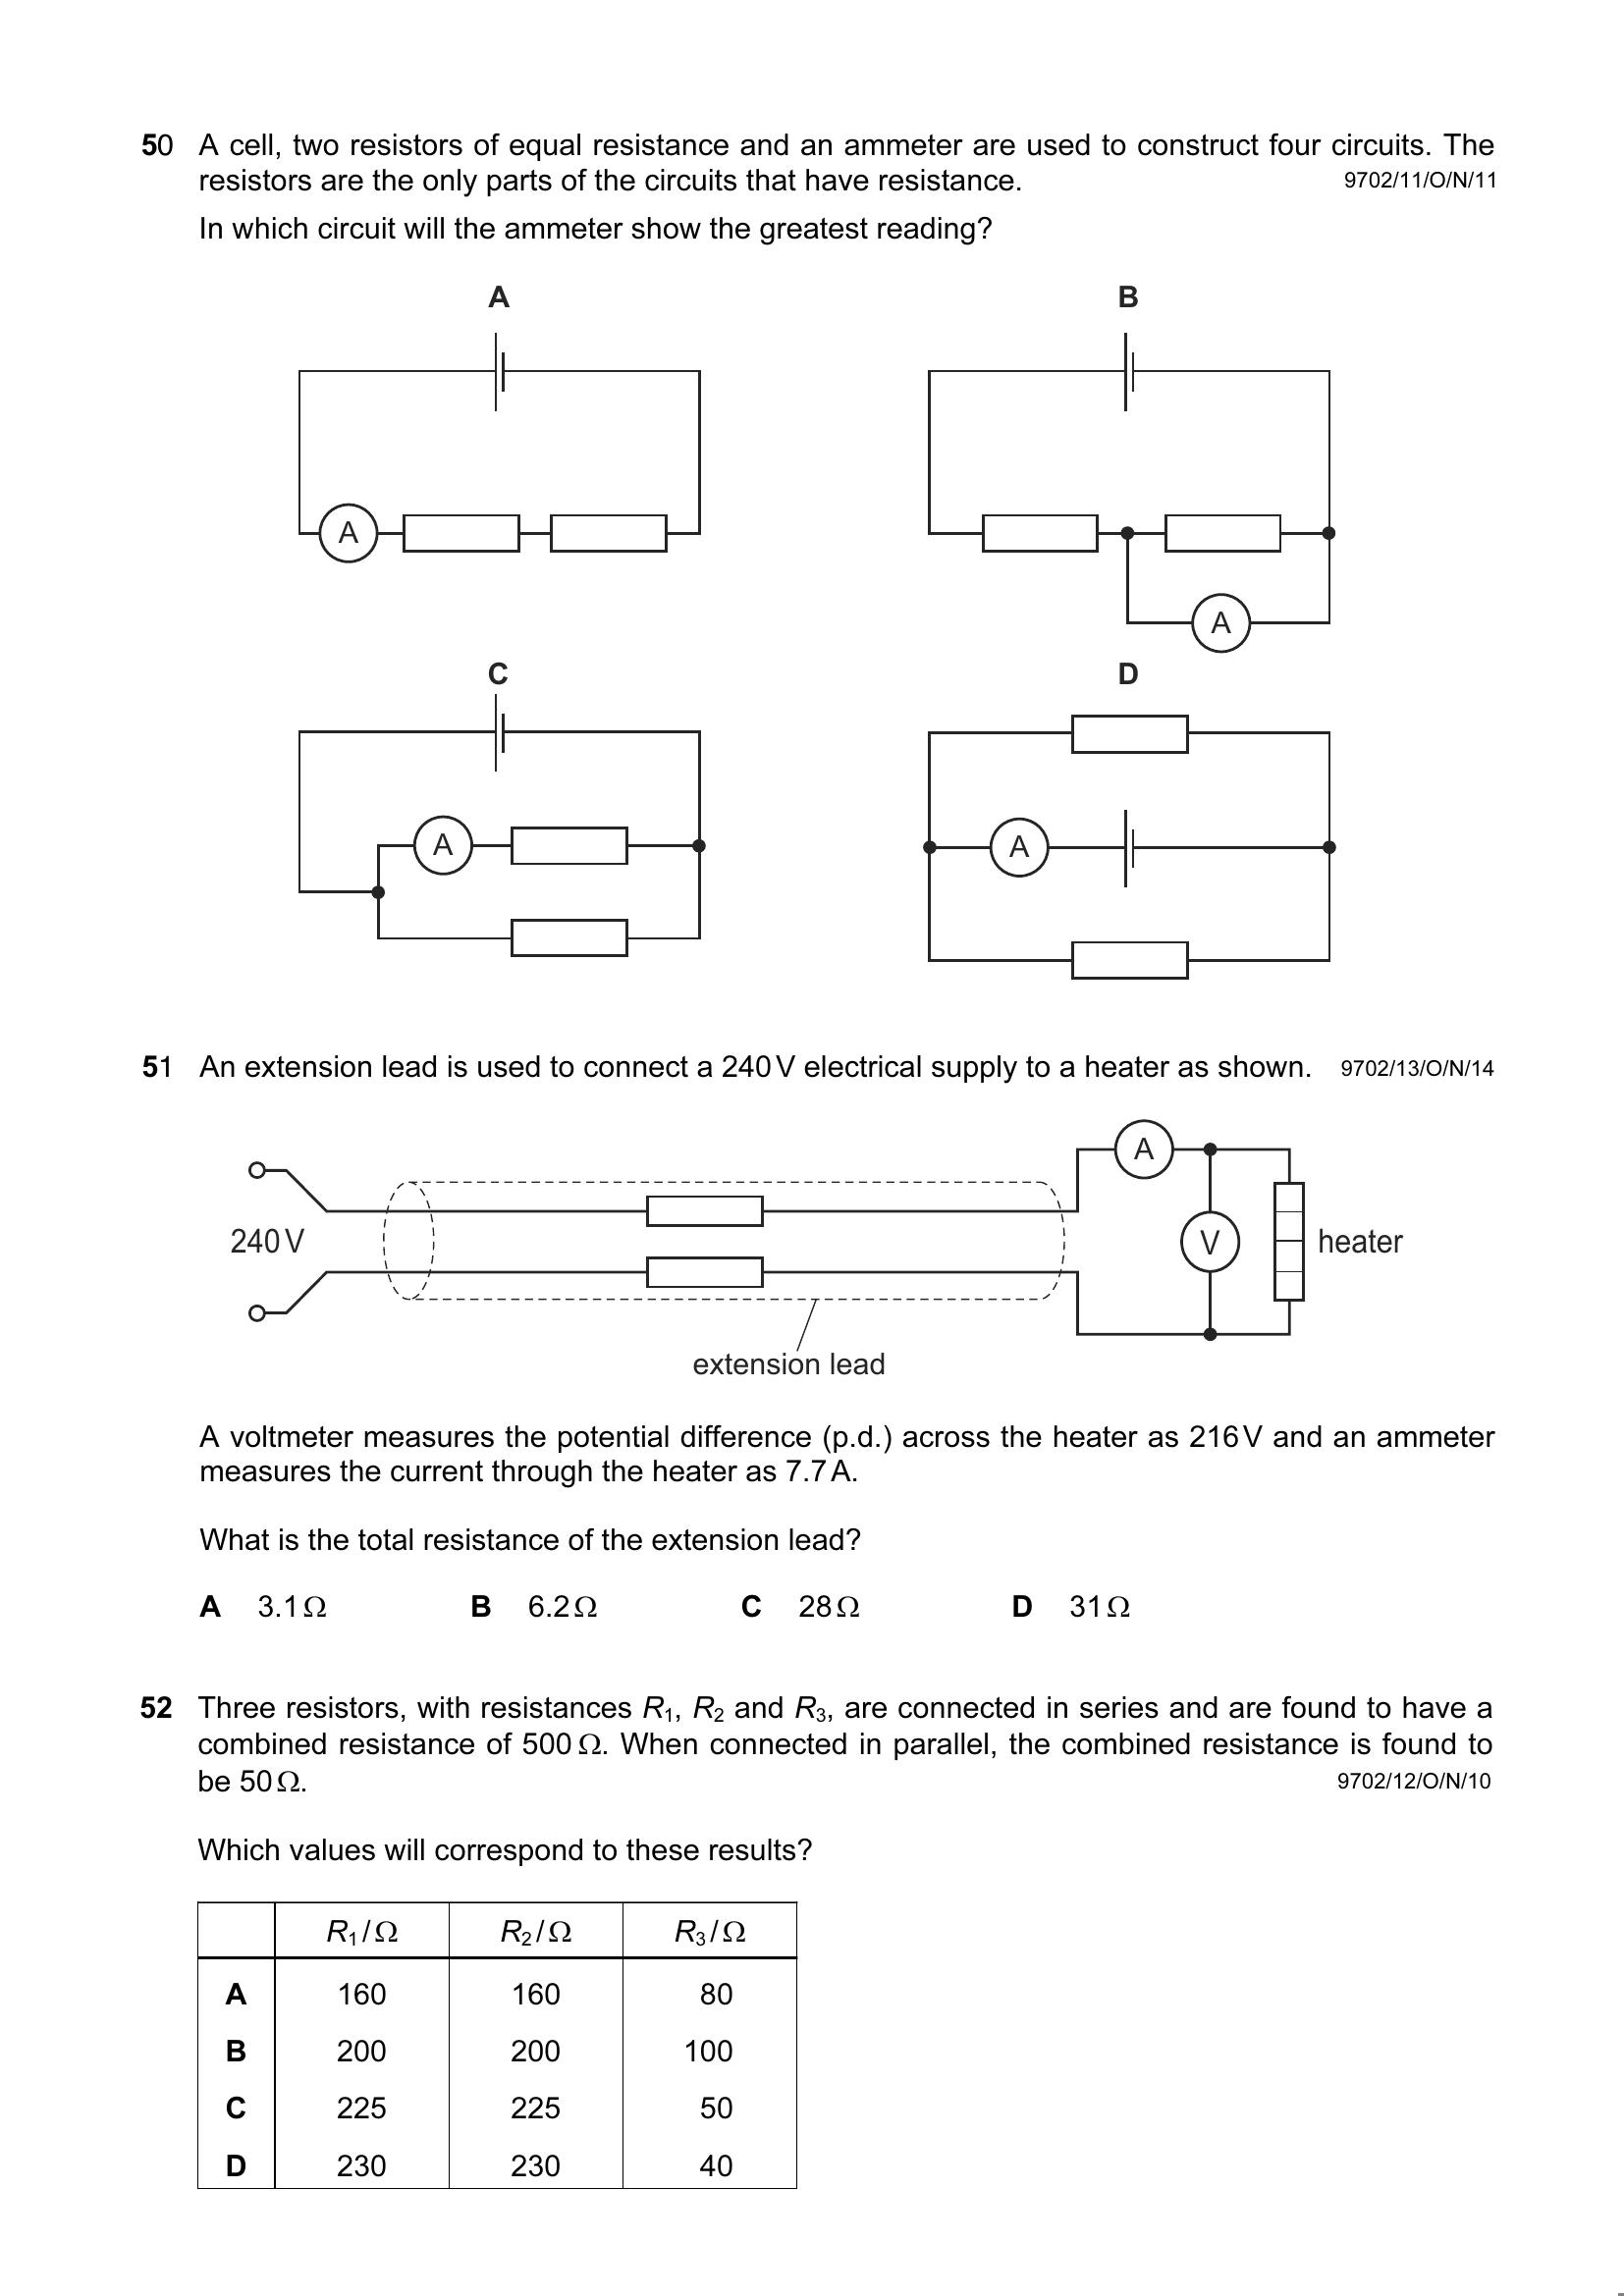 50 A cell, two resistors of equal resistance and an ammeter are used to construct four circuits. The
resistors are the only parts of the circuits that have resistance. 9702/11/O/N/11
In which circuit will the ammeter show the greatest reading?
A B
A
A
C D
A A
51 An extension lead is used to connect a 240 V electrical supply to a heater as shown. 9702/13/O/N/14
A
240 V V heater
extension lead
A voltmeter measures the potential difference (p.d.) across the heater as 216 V and an ammeter
measures the current through the heater as 7.7 A.
What is the total resistance of the extension lead?
A 3.1 Ω B 6.2 Ω C 28 Ω D 31 Ω
52 Three resistors, with resistances R₁, R₂ and R₃, are connected in series and are found to have a
combined resistance of 500 Ω. When connected in parallel, the combined resistance is found to
be 50 Ω. 9702/12/O/N/10
Which values will correspond to these results?
R₁ / Ω R₂ / Ω R₃ / Ω
A 160 160 80
B 200 200 100
C 225 225 50
D 230 230 40